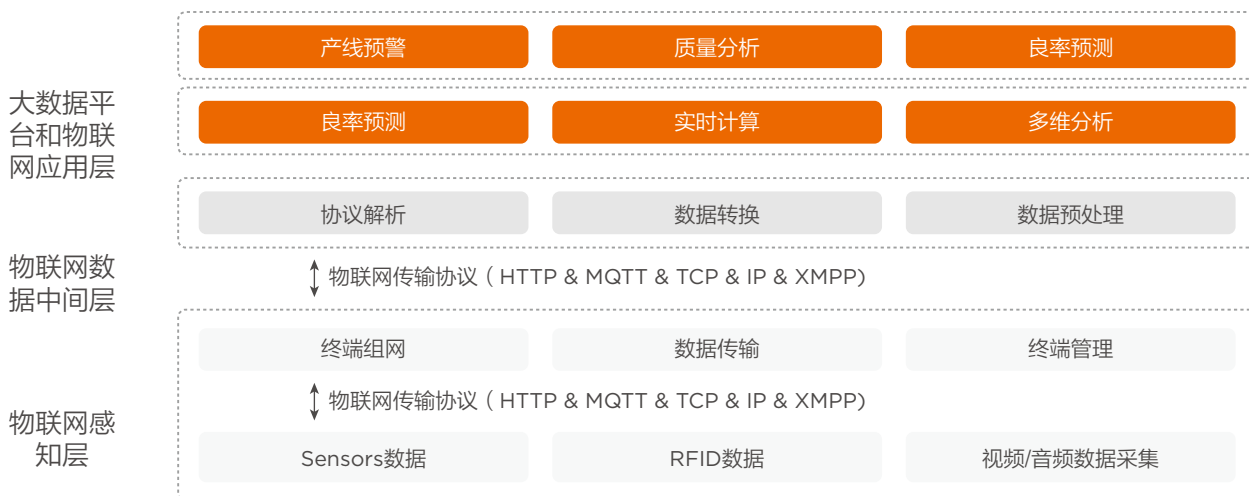 产线预警
质量分析
良率预测
大数据平
台和物联
网应用层
良率预测
实时计算
多维分析
协议解析
数据转换
数据预处理
物联网数
据中间层
物联网传输协议（HTTP & MQTT & TCP & IP & XMPP)
终端组网
数据传输
终端管理
物联网传输协议（HTTP & MQTT & TCP & IP & XMPP)
物联网感
知层
Sensors数据
RFID数据
视频/音频数据采集